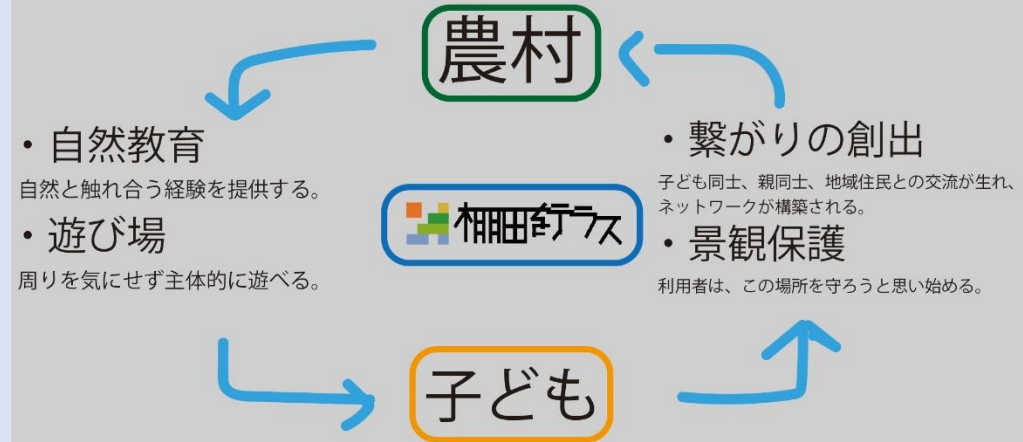 農村
・自然教育
自然と触れ合う経験を提供する。
・遊び場
周りを気にせず主体的に遊べる。
棚田テラス
・繋がりの創出
子ども同士、親同士、地域住民との交流が生れ、
ネットワークが構築される。
・景観保護
利用者は、この場所を守ろうと思い始める。
子ども